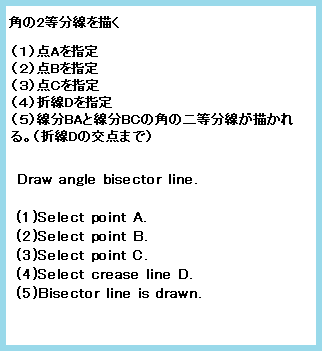 角の2等分線を描く
(1)点Aを指定
(2)点Bを指定
(3)点Cを指定
(4)折線Dを指定
(5)線分BAと線分BCの角の二等分線が描かれ
る。(折線Dの交点まで)
Draw angle bisector line.
(1)Select point A.
(2)Select point B.
(3)Select point C.
(4)Select crease line D.
(5)Bisector line is drawn.